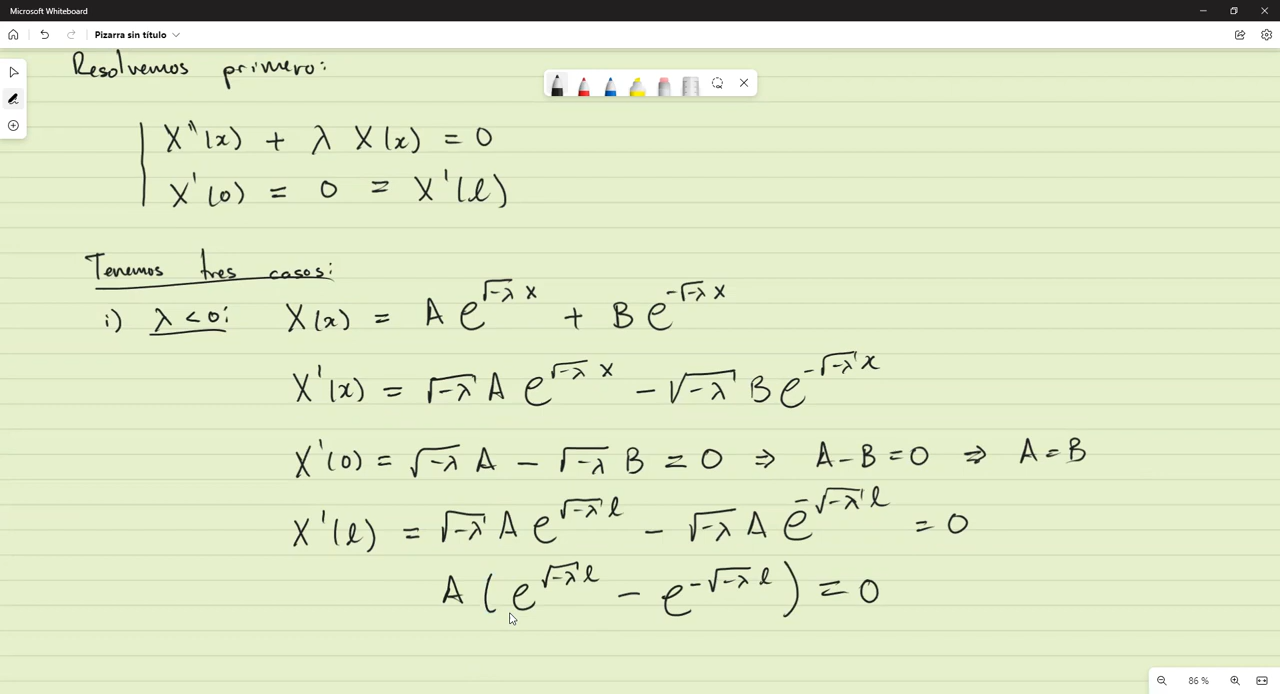 Microsoft Whiteboard
Pizarra sin título
Resolvemos primero:
X''(x) + λ X(x) = 0
X'(0) = 0 = X'(l)
Tenemos tres casos:
i) λ < 0: X(x) = A e^{√-λ x} + B e^{-√-λ x}
X'(x) = √-λ A e^{√-λ x} - √-λ B e^{-√-λ x}
X'(0) = √-λ A - √-λ B = 0 ⇒ A - B = 0 ⇒ A = B
X'(l) = √-λ A e^{√-λ l} - √-λ A e^{-√-λ l} = 0
A ( e^{√-λ l} - e^{-√-λ l} ) = 0
86 %